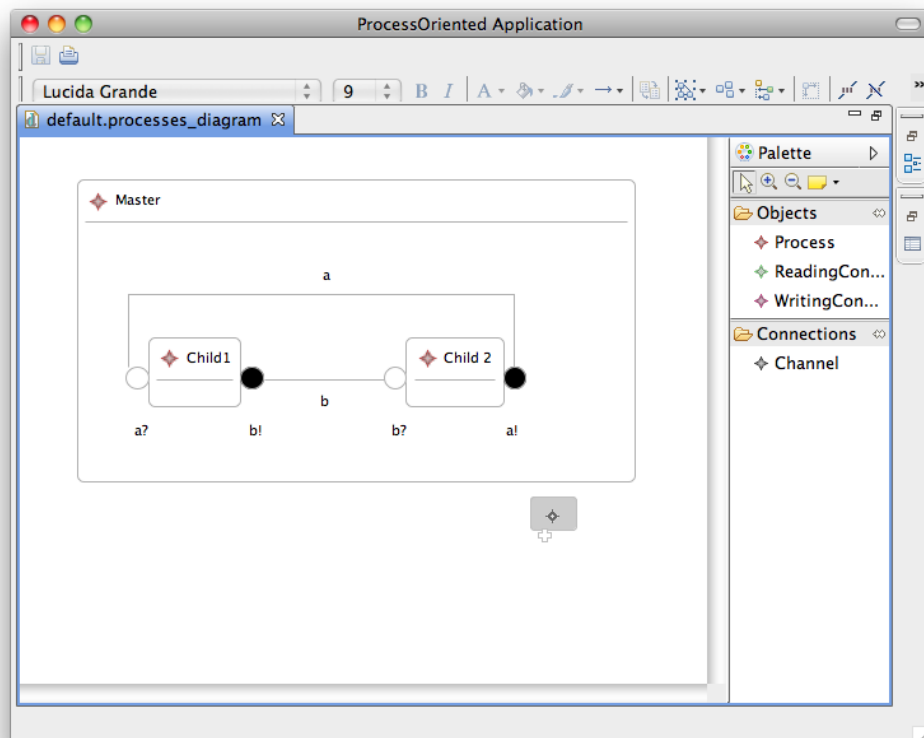 ProcessOriented Application
Lucida Grande 9 B I A
default.processes_diagram
Palette
Master
Objects
Process
a
ReadingCon...
WritingCon...
Connections
Child1
Child 2
Channel
b
a? b! b? a!